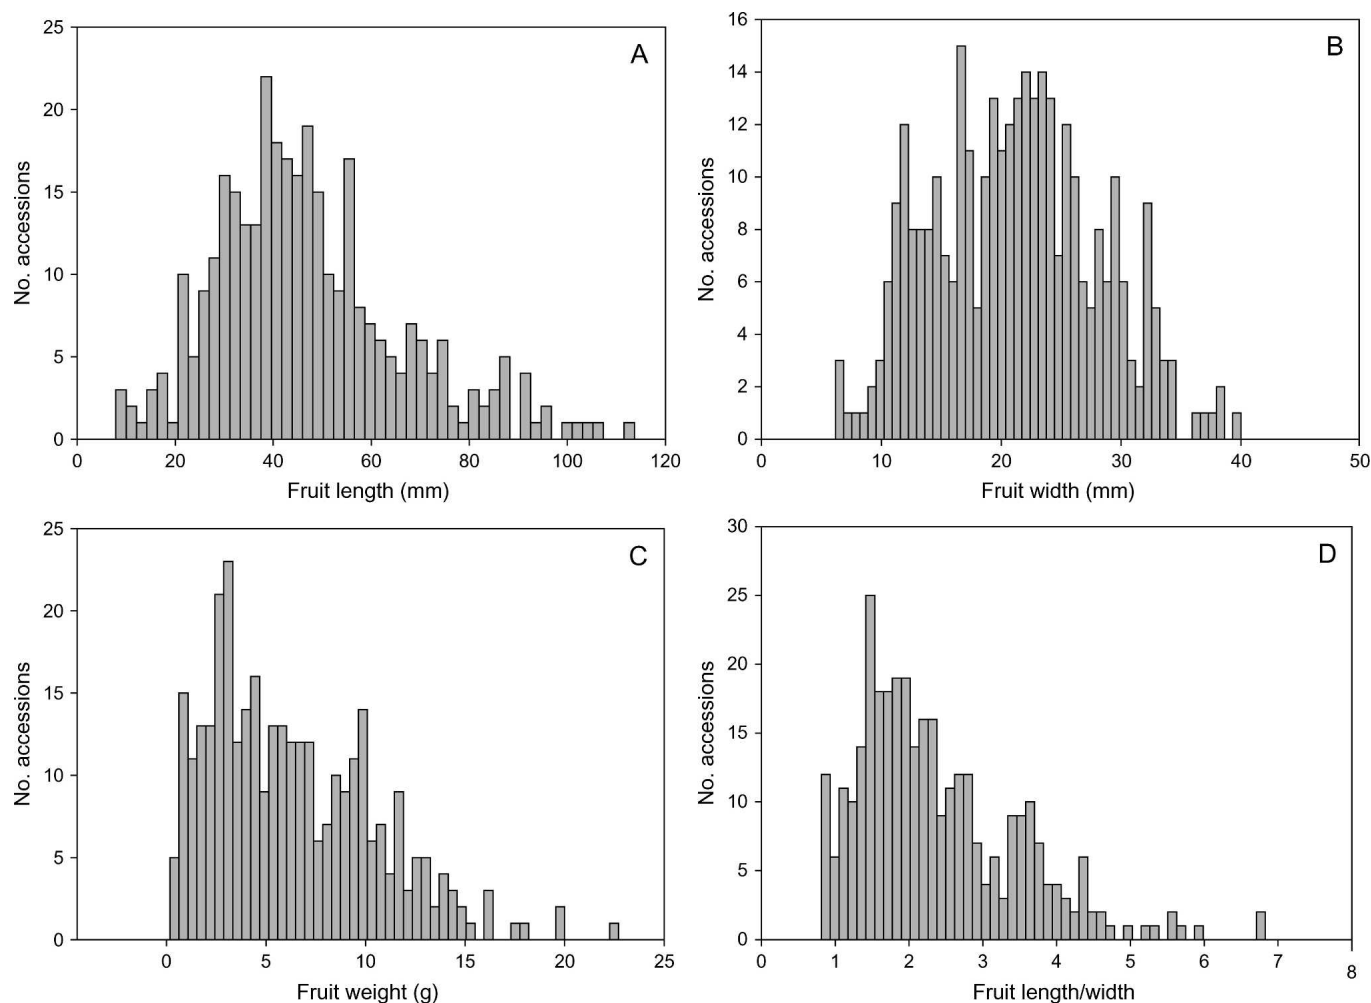 A
No. accessions
25
20
15
10
5
0
0 20 40 60 80 100 120
Fruit length (mm)
B
No. accessions
16
14
12
10
8
6
4
2
0
0 10 20 30 40 50
Fruit width (mm)
C
No. accessions
25
20
15
10
5
0
0 5 10 15 20 25
Fruit weight (g)
D
No. accessions
30
25
20
15
10
5
0
0 1 2 3 4 5 6 7 8
Fruit length/width